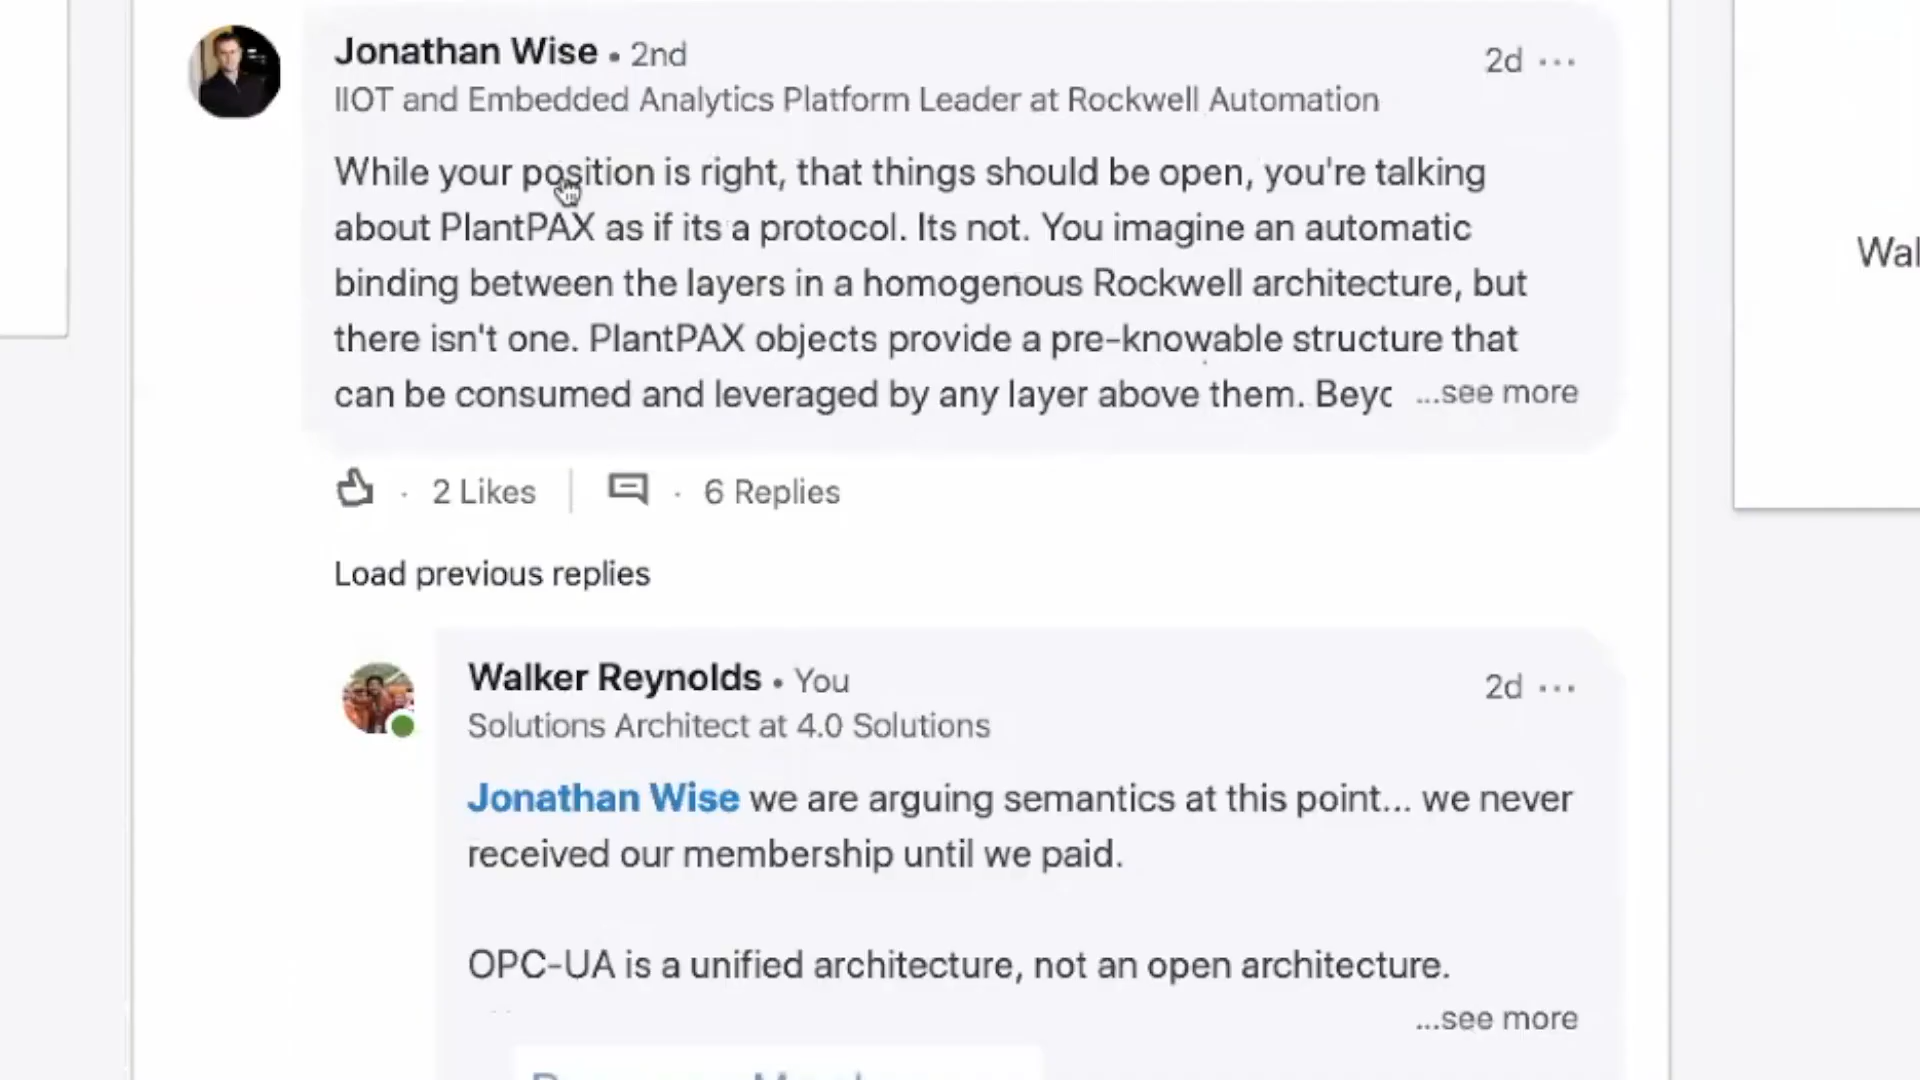 Jonathan Wise • 2nd
2d ...
IIOT and Embedded Analytics Platform Leader at Rockwell Automation
While your position is right, that things should be open, you're talking
about PlantPAX as if its a protocol. Its not. You imagine an automatic
binding between the layers in a homogenous Rockwell architecture, but
there isn't one. PlantPAX objects provide a pre-knowable structure that
can be consumed and leveraged by any layer above them. Beyc ...see more
Wal
· 2 Likes | · 6 Replies
Load previous replies
Walker Reynolds • You
2d ...
Solutions Architect at 4.0 Solutions
Jonathan Wise we are arguing semantics at this point... we never
received our membership until we paid.
OPC-UA is a unified architecture, not an open architecture.
...see more